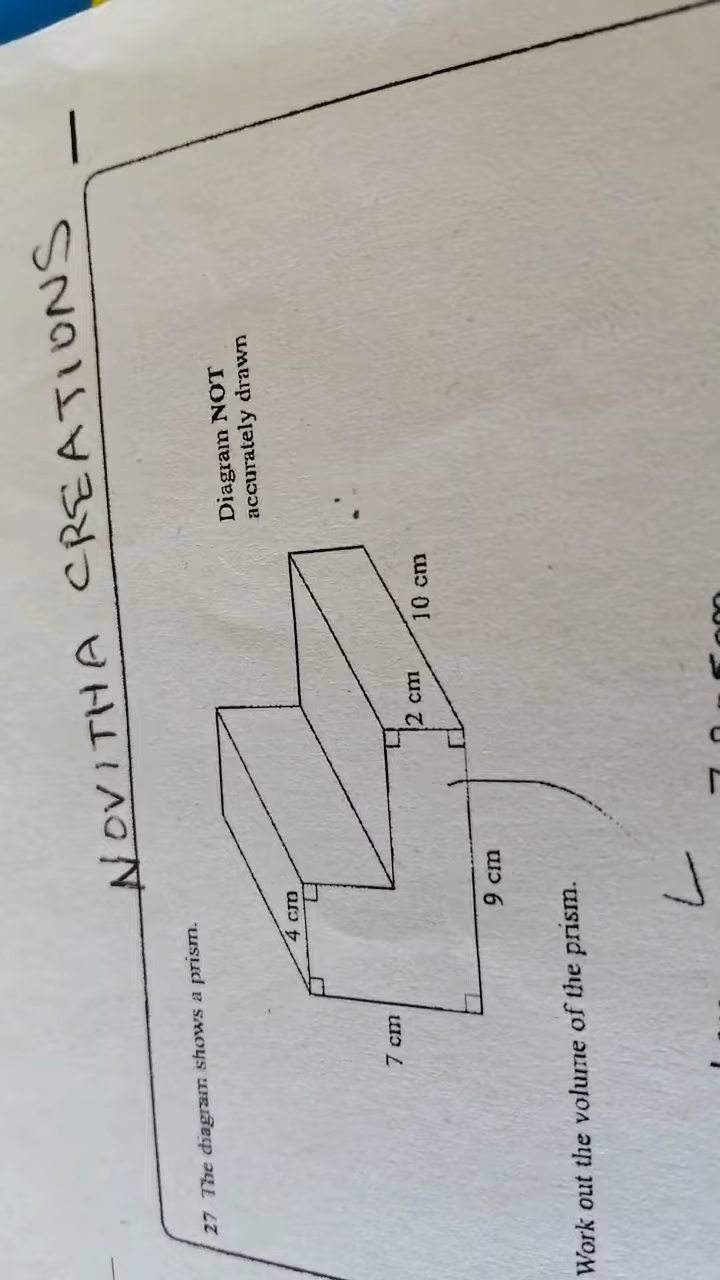 NOVITHA CREATIONS
27 The diagram shows a prism.
Diagram NOT
accurately drawn
4 cm
7 cm
2 cm
10 cm
9 cm
Work out the volume of the prism.